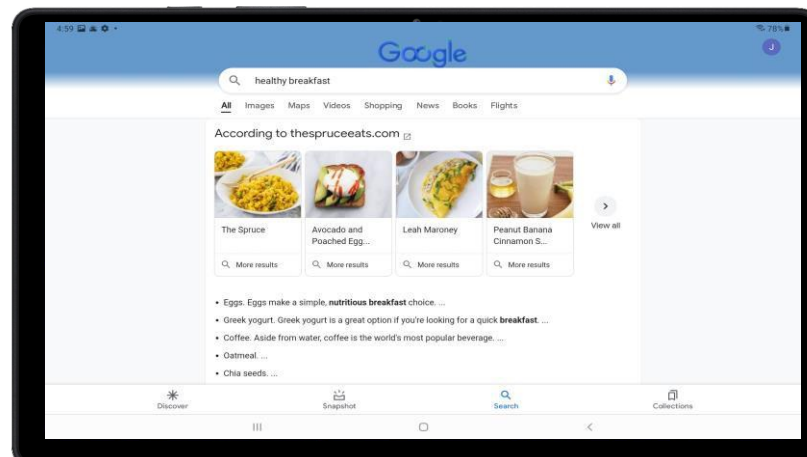 4:59 78%
Google
J
healthy breakfast
All Images Maps Videos Shopping News Books Flights
According to thespruceeats.com
The Spruce
Avocado and
Poached Egg...
Leah Maroney
Peanut Banana
Cinnamon S...
View all
More results More results More results More results
• Eggs. Eggs make a simple, nutritious breakfast choice. ...
• Greek yogurt. Greek yogurt is a great option if you're looking for a quick breakfast. ...
• Coffee. Aside from water, coffee is the world's most popular beverage. ...
• Oatmeal. ...
• Chia seeds. ...
Discover Snapshot Search Collections